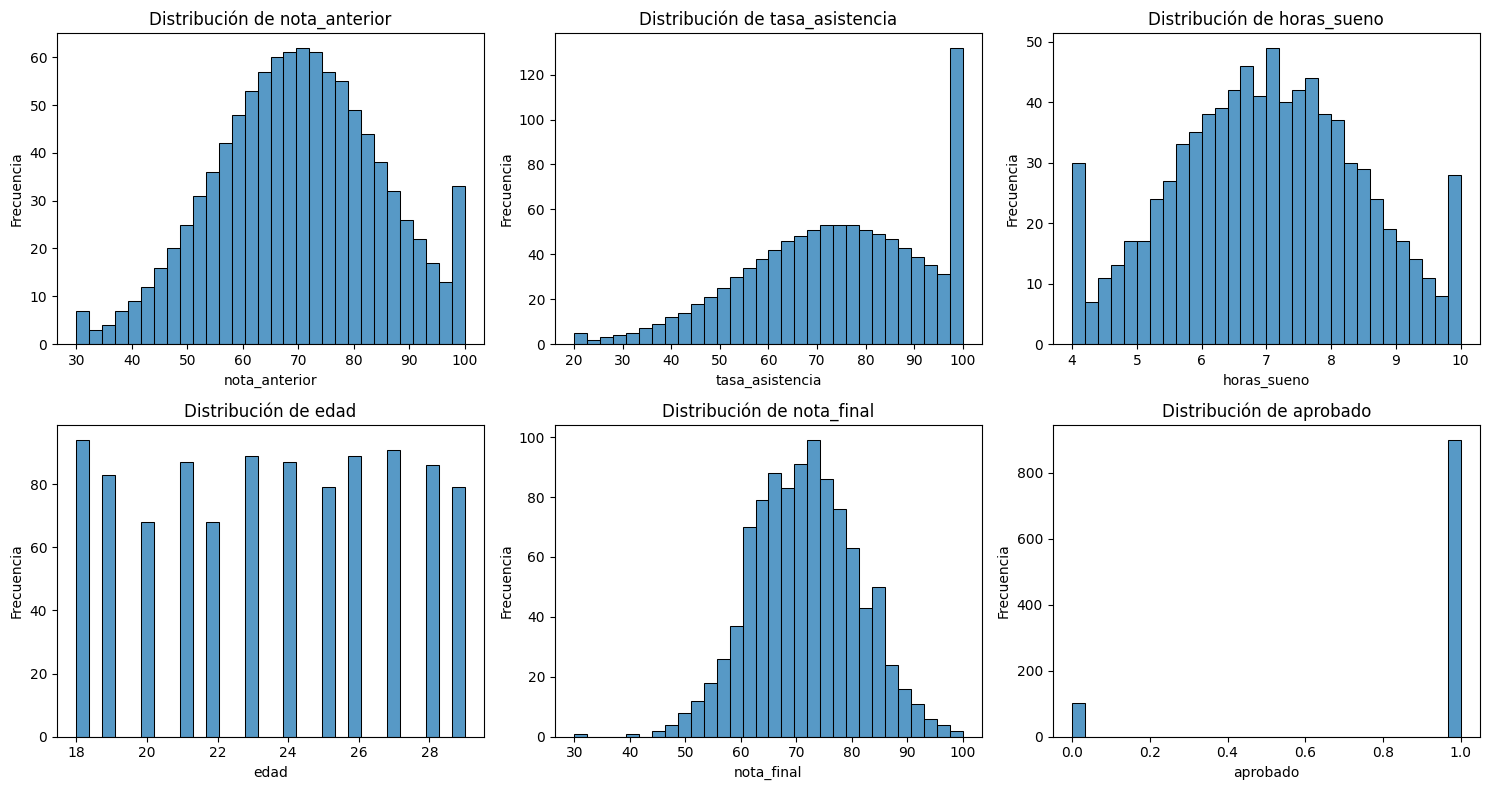 Distribución de nota_anterior
Frecuencia
60
50
40
30
20
10
0
30 40 50 60 70 80 90 100
nota_anterior
Distribución de tasa_asistencia
Frecuencia
120
100
80
60
40
20
0
20 30 40 50 60 70 80 90 100
tasa_asistencia
Distribución de horas_sueno
Frecuencia
50
40
30
20
10
0
4 5 6 7 8 9 10
horas_sueno
Distribución de edad
Frecuencia
80
60
40
20
0
18 20 22 24 26 28
edad
Distribución de nota_final
Frecuencia
100
80
60
40
20
0
30 40 50 60 70 80 90 100
nota_final
Distribución de aprobado
Frecuencia
800
600
400
200
0
0.0 0.2 0.4 0.6 0.8 1.0
aprobado